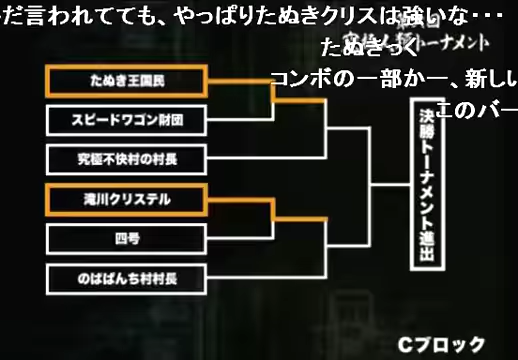 だ言われてても、やっぱりたぬきクリスは強いな・・・
トーナメント
たぬきっく
コンボの一部かー、新しい
このバー
たぬき王国民
スピードワゴン財団
究極不快村の村長
滝川クリステル
四号
のばばんち村村長
決勝トーナメント進出
Cブロック